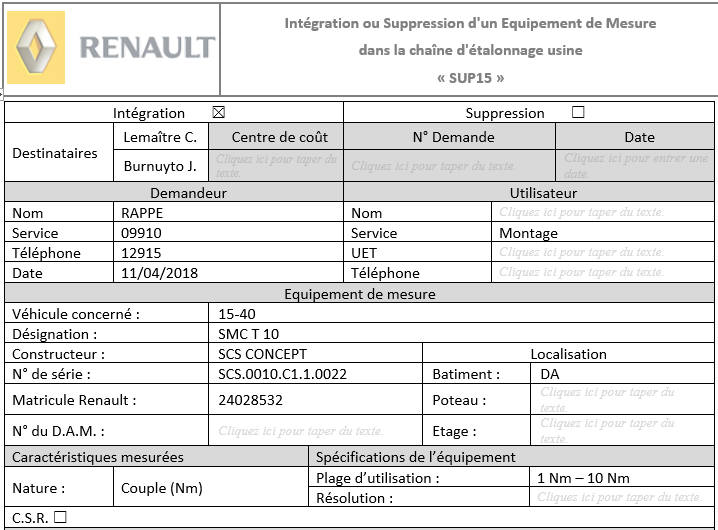 RENAULT
Intégration ou Suppression d'un Equipement de Mesure
dans la chaîne d'étalonnage usine
« SUP15 »
Intégration ☒ Suppression ☐
Destinataires Lemaître C. Centre de coût N° Demande Date
Burnuyto J. Cliquez ici pour taper du texte. Cliquez ici pour taper du texte. Cliquez ici pour entrer une date.
Demandeur Utilisateur
Nom RAPPE Nom Cliquez ici pour taper du texte.
Service 09910 Service Montage
Téléphone 12915 UET Cliquez ici pour taper du texte.
Date 11/04/2018 Téléphone Cliquez ici pour taper du texte.
Equipement de mesure
Véhicule concerné : 15-40
Désignation : SMC T 10
Constructeur : SCS CONCEPT Localisation
N° de série : SCS.0010.C1.1.0022 Batiment : DA
Matricule Renault : 24028532 Poteau : Cliquez ici pour taper du texte.
N° du D.A.M. : Cliquez ici pour taper du texte. Etage : Cliquez ici pour taper du texte.
Caractéristiques mesurées Spécifications de l'équipement
Nature : Couple (Nm) Plage d'utilisation : 1 Nm – 10 Nm
Résolution : Cliquez ici pour taper du texte.
C.S.R. ☐